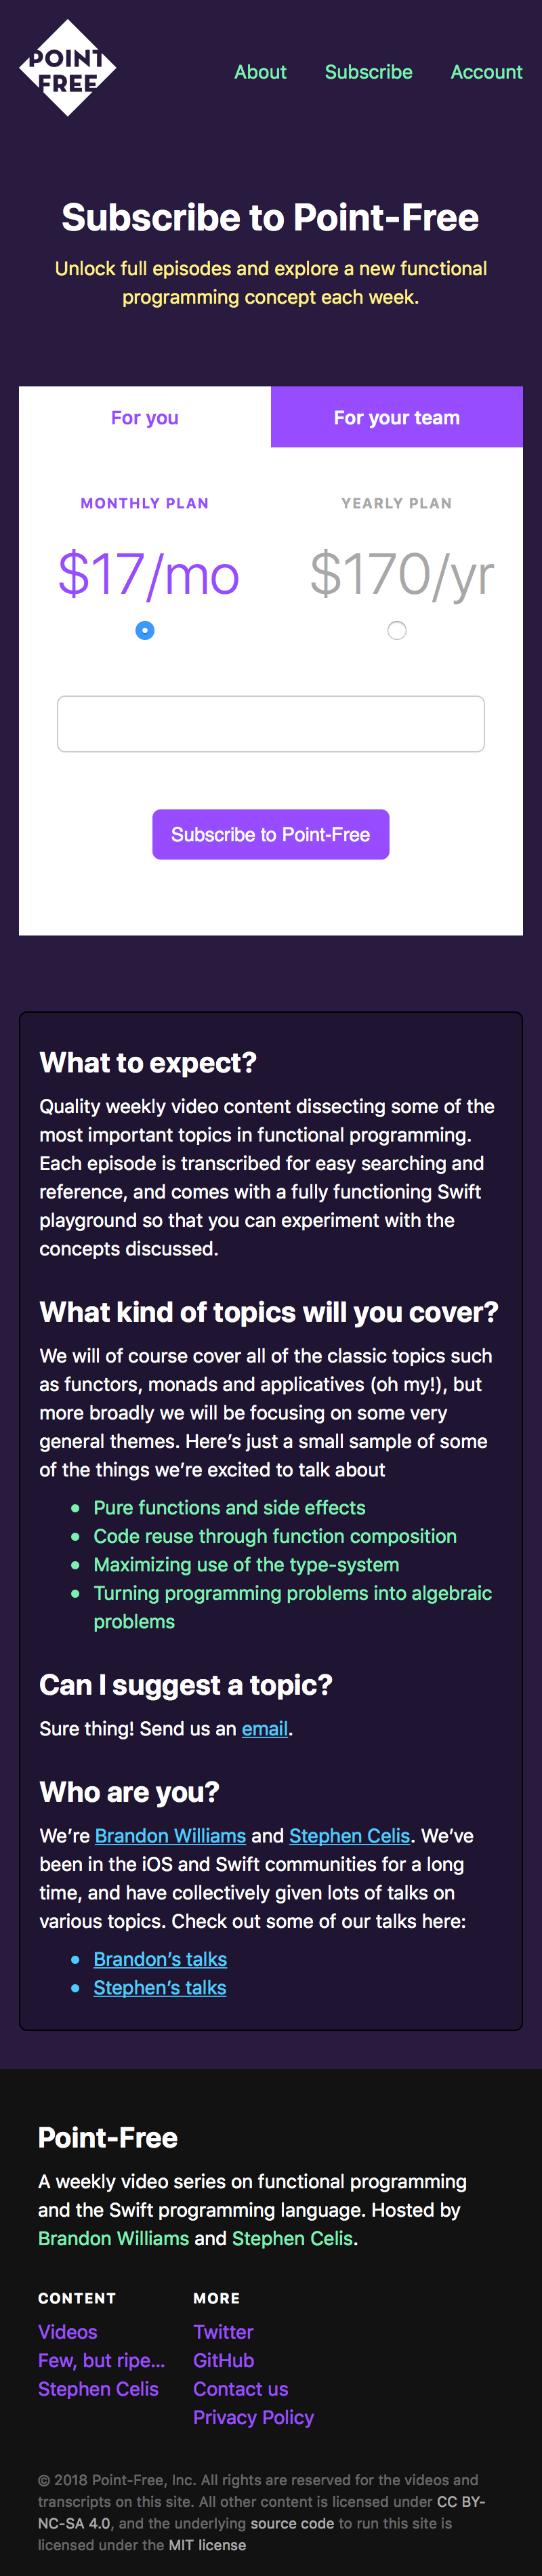 POINT
FREE
About Subscribe Account
Subscribe to Point-Free
Unlock full episodes and explore a new functional
programming concept each week.
For you For your team
MONTHLY PLAN YEARLY PLAN
$17/mo $170/yr
Subscribe to Point-Free
What to expect?
Quality weekly video content dissecting some of the
most important topics in functional programming.
Each episode is transcribed for easy searching and
reference, and comes with a fully functioning Swift
playground so that you can experiment with the
concepts discussed.
What kind of topics will you cover?
We will of course cover all of the classic topics such
as functors, monads and applicatives (oh my!), but
more broadly we will be focusing on some very
general themes. Here’s just a small sample of some
of the things we’re excited to talk about
• Pure functions and side effects
• Code reuse through function composition
• Maximizing use of the type-system
• Turning programming problems into algebraic
problems
Can I suggest a topic?
Sure thing! Send us an email.
Who are you?
We’re Brandon Williams and Stephen Celis. We’ve
been in the iOS and Swift communities for a long
time, and have collectively given lots of talks on
various topics. Check out some of our talks here:
• Brandon’s talks
• Stephen’s talks
Point-Free
A weekly video series on functional programming
and the Swift programming language. Hosted by
Brandon Williams and Stephen Celis.
CONTENT MORE
Videos Twitter
Few, but ripe... GitHub
Stephen Celis Contact us
Privacy Policy
© 2018 Point-Free, Inc. All rights are reserved for the videos and
transcripts on this site. All other content is licensed under CC BY-
NC-SA 4.0, and the underlying source code to run this site is
licensed under the MIT license